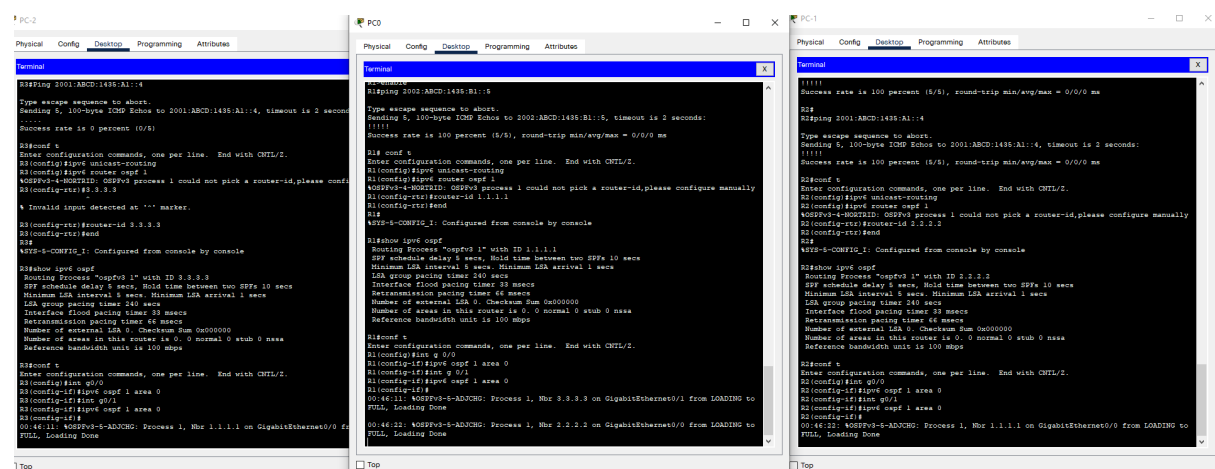 PC-2
Physical Config Desktop Programming Attributes
Terminal
R3#Ping 2001:ABCD:1435:A1::4
Type escape sequence to abort.
Sending 5, 100-byte ICMP Echos to 2001:ABCD:1435:A1::4, timeout is 2 second
.....
Success rate is 0 percent (0/5)
R3#conf t
Enter configuration commands, one per line. End with CNTL/Z.
R3(config)#ipv6 unicast-routing
R3(config)#ipv6 router ospf 1
%OSPFv3-4-NORTRID: OSPFv3 process 1 could not pick a router-id,please confi
R3(config-rtr)#3.3.3.3
^
% Invalid input detected at '^' marker.
R3(config-rtr)#router-id 3.3.3.3
R3(config-rtr)#end
R3#
%SYS-5-CONFIG_I: Configured from console by console
R3#show ipv6 ospf
Routing Process "ospfv3 1" with ID 3.3.3.3
SPF schedule delay 5 secs, Hold time between two SPFs 10 secs
Minimum LSA interval 5 secs. Minimum LSA arrival 1 secs
LSA group pacing timer 240 secs
Interface flood pacing timer 33 msecs
Retransmission pacing timer 66 msecs
Number of external LSA 0. Checksum Sum 0x000000
Number of areas in this router is 0. 0 normal 0 stub 0 nssa
Reference bandwidth unit is 100 mbps
R3#conf t
Enter configuration commands, one per line. End with CNTL/Z.
R3(config)#int g0/0
R3(config-if)#ipv6 ospf 1 area 0
R3(config-if)#int g0/1
R3(config-if)#ipv6 ospf 1 area 0
R3(config-if)#
00:46:11: %OSPFv3-5-ADJCHG: Process 1, Nbr 1.1.1.1 on GigabitEthernet0/0 fr
FULL, Loading Done
Top
PC0
Physical Config Desktop Programming Attributes
Terminal
X
R1>enable
R1#ping 2002:ABCD:1435:B1::5
Type escape sequence to abort.
Sending 5, 100-byte ICMP Echos to 2002:ABCD:1435:B1::5, timeout is 2 seconds:
!!!!!
Success rate is 100 percent (5/5), round-trip min/avg/max = 0/0/0 ms
R1# conf t
Enter configuration commands, one per line. End with CNTL/Z.
R1(config)#ipv6 unicast-routing
R1(config)#ipv6 router ospf 1
%OSPFv3-4-NORTRID: OSPFv3 process 1 could not pick a router-id,please configure manually
R1(config-rtr)#router-id 1.1.1.1
R1(config-rtr)#end
R1#
%SYS-5-CONFIG_I: Configured from console by console
R1#show ipv6 ospf
Routing Process "ospfv3 1" with ID 1.1.1.1
SPF schedule delay 5 secs, Hold time between two SPFs 10 secs
Minimum LSA interval 5 secs. Minimum LSA arrival 1 secs
LSA group pacing timer 240 secs
Interface flood pacing timer 33 msecs
Retransmission pacing timer 66 msecs
Number of external LSA 0. Checksum Sum 0x000000
Number of areas in this router is 0. 0 normal 0 stub 0 nssa
Reference bandwidth unit is 100 mbps
R1#conf t
Enter configuration commands, one per line. End with CNTL/Z.
R1(config)#int g 0/0
R1(config-if)#ipv6 ospf 1 area 0
R1(config-if)#int g 0/1
R1(config-if)#ipv6 ospf 1 area 0
R1(config-if)#
00:46:11: %OSPFv3-5-ADJCHG: Process 1, Nbr 3.3.3.3 on GigabitEthernet0/1 from LOADING to
FULL, Loading Done
00:46:22: %OSPFv3-5-ADJCHG: Process 1, Nbr 2.2.2.2 on GigabitEthernet0/0 from LOADING to
FULL, Loading Done
Top
PC-1
Physical Config Desktop Programming Attributes
Terminal
X
!!!!!
Success rate is 100 percent (5/5), round-trip min/avg/max = 0/0/0 ms
R2#
R2#ping 2001:ABCD:1435:A1::4
Type escape sequence to abort.
Sending 5, 100-byte ICMP Echos to 2001:ABCD:1435:A1::4, timeout is 2 seconds:
!!!!!
Success rate is 100 percent (5/5), round-trip min/avg/max = 0/0/0 ms
R2#conf t
Enter configuration commands, one per line. End with CNTL/Z.
R2(config)#ipv6 unicast-routing
R2(config)#ipv6 router ospf 1
%OSPFv3-4-NORTRID: OSPFv3 process 1 could not pick a router-id,please configure manually
R2(config-rtr)#router-id 2.2.2.2
R2(config-rtr)#end
R2#
%SYS-5-CONFIG_I: Configured from console by console
R2#show ipv6 ospf
Routing Process "ospfv3 1" with ID 2.2.2.2
SPF schedule delay 5 secs, Hold time between two SPFs 10 secs
Minimum LSA interval 5 secs. Minimum LSA arrival 1 secs
LSA group pacing timer 240 secs
Interface flood pacing timer 33 msecs
Retransmission pacing timer 66 msecs
Number of external LSA 0. Checksum Sum 0x000000
Number of areas in this router is 0. 0 normal 0 stub 0 nssa
Reference bandwidth unit is 100 mbps
R2#conf t
Enter configuration commands, one per line. End with CNTL/Z.
R2(config)#int g0/0
R2(config-if)#ipv6 ospf 1 area 0
R2(config-if)#int g0/1
R2(config-if)#ipv6 ospf 1 area 0
R2(config-if)#
00:46:22: %OSPFv3-5-ADJCHG: Process 1, Nbr 1.1.1.1 on GigabitEthernet0/0 from LOADING to
FULL, Loading Done
Top